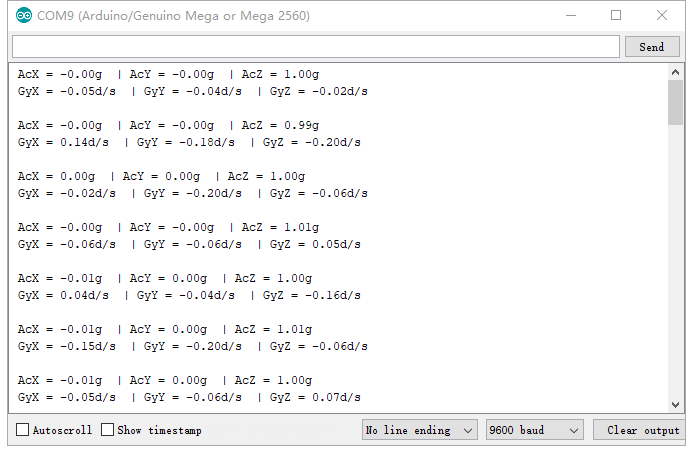 COM9 (Arduino/Genuino Mega or Mega 2560)
Send
AcX = -0.00g | AcY = -0.00g | AcZ = 1.00g
GyX = -0.05d/s | GyY = -0.04d/s | GyZ = -0.02d/s
AcX = -0.00g | AcY = -0.00g | AcZ = 0.99g
GyX = 0.14d/s | GyY = -0.18d/s | GyZ = -0.20d/s
AcX = 0.00g | AcY = 0.00g | AcZ = 1.00g
GyX = -0.02d/s | GyY = -0.20d/s | GyZ = -0.06d/s
AcX = -0.00g | AcY = -0.00g | AcZ = 1.01g
GyX = -0.06d/s | GyY = -0.06d/s | GyZ = 0.05d/s
AcX = -0.01g | AcY = 0.00g | AcZ = 1.00g
GyX = 0.04d/s | GyY = -0.04d/s | GyZ = -0.16d/s
AcX = -0.01g | AcY = 0.00g | AcZ = 1.01g
GyX = -0.15d/s | GyY = -0.20d/s | GyZ = -0.06d/s
AcX = -0.01g | AcY = 0.00g | AcZ = 1.00g
GyX = -0.05d/s | GyY = -0.06d/s | GyZ = 0.07d/s
Autoscroll Show timestamp No line ending 9600 baud Clear output